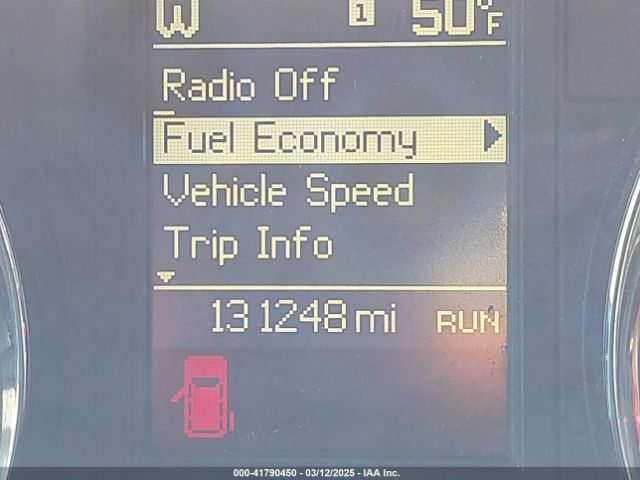 W 1 50°F
Radio Off
Fuel Economy
Vehicle Speed
Trip Info
131248 mi RUN
000-41790450 - 03/12/2025 - IAA Inc.